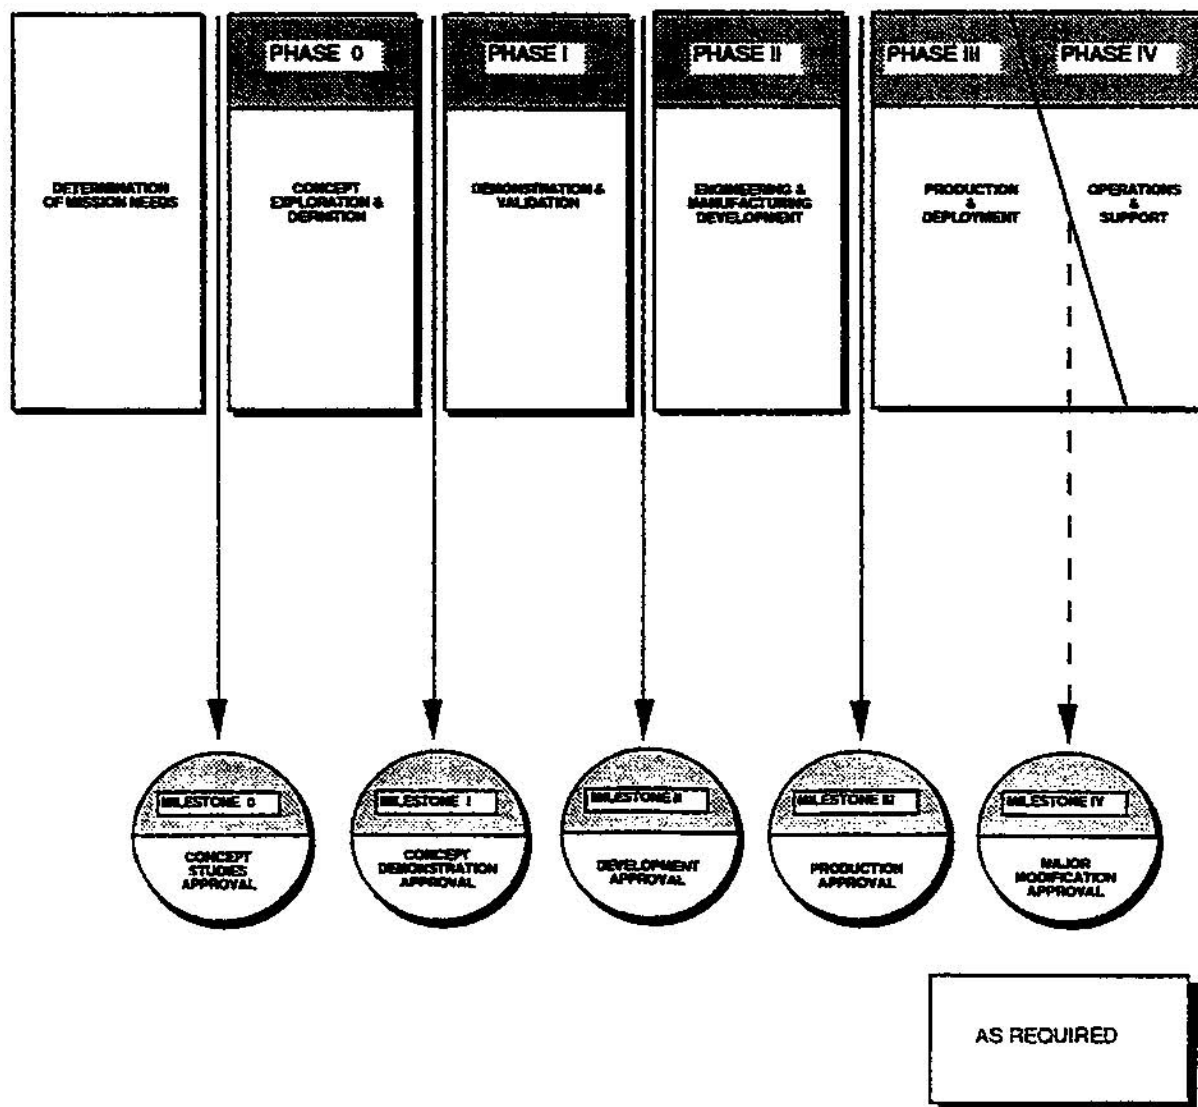 PHASE 0
PHASE I
PHASE II
PHASE III
PHASE IV
DETERMINATION
OF MISSION NEEDS
CONCEPT
EXPLORATION &
DEFINITION
DEMONSTRATION &
VALIDATION
ENGINEERING &
MANUFACTURING
DEVELOPMENT
PRODUCTION
&
DEPLOYMENT
OPERATIONS
&
SUPPORT
MILESTONE 0
CONCEPT
STUDIES
APPROVAL
MILESTONE I
CONCEPT
DEMONSTRATION
APPROVAL
MILESTONE II
DEVELOPMENT
APPROVAL
MILESTONE III
PRODUCTION
APPROVAL
MILESTONE IV
MAJOR
MODIFICATION
APPROVAL
AS REQUIRED